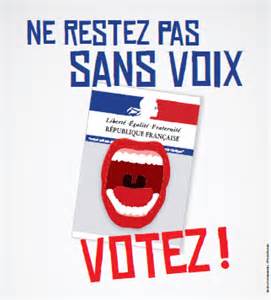 NE RESTEZ PAS
SANS VOIX
Liberté • Égalité • Fraternité
RÉPUBLIQUE FRANÇAISE
VOTEZ !